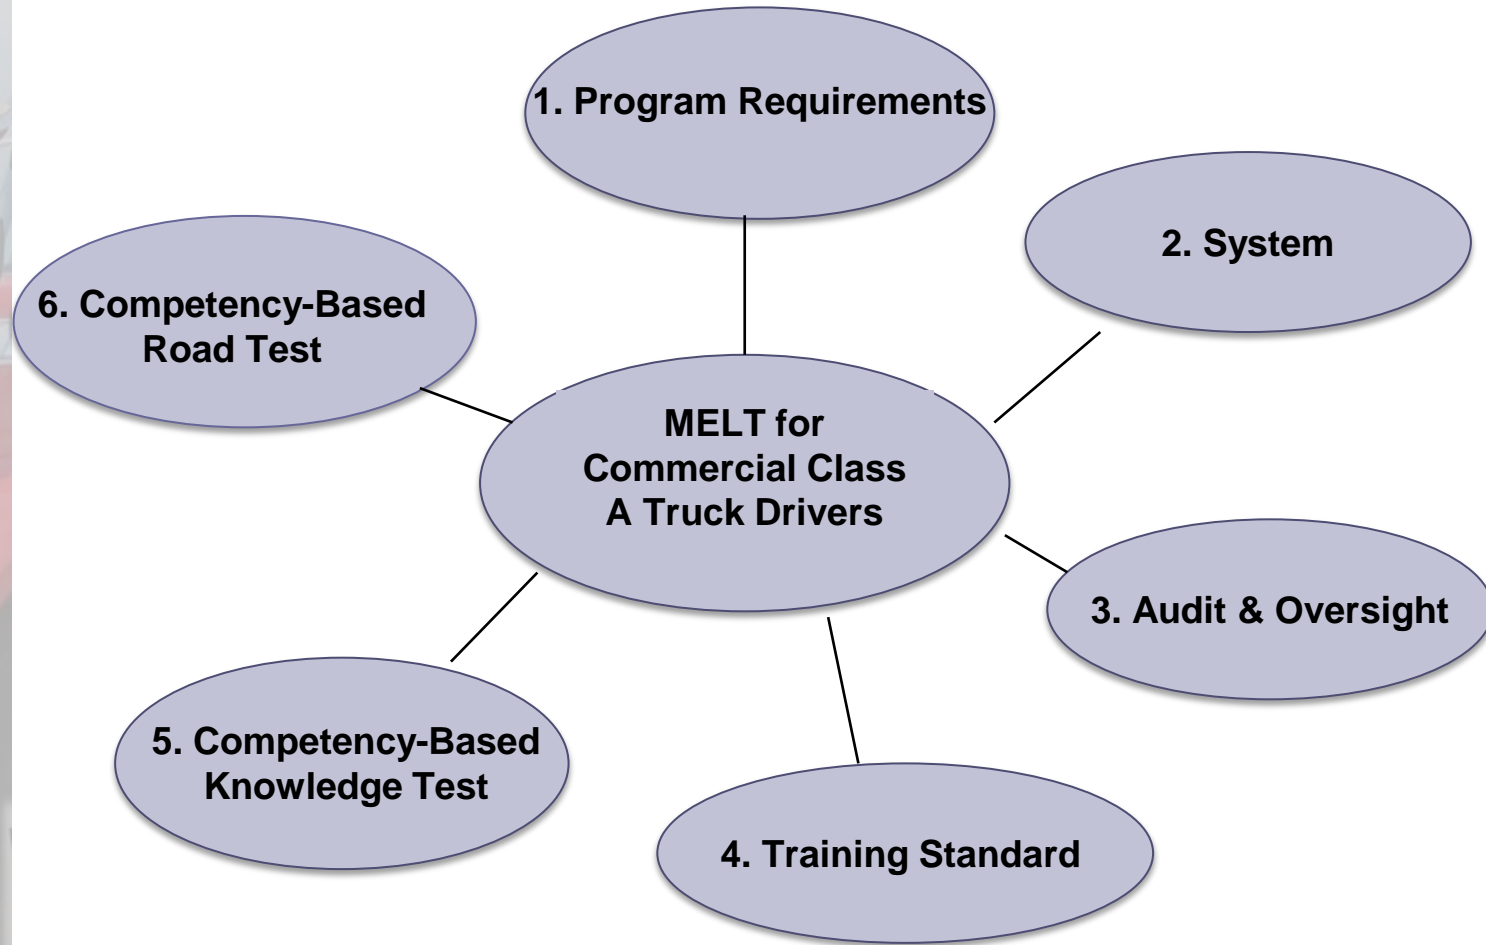 1. Program Requirements
2. System
6. Competency-Based
Road Test
MELT for
Commercial Class
A Truck Drivers
3. Audit & Oversight
5. Competency-Based
Knowledge Test
4. Training Standard